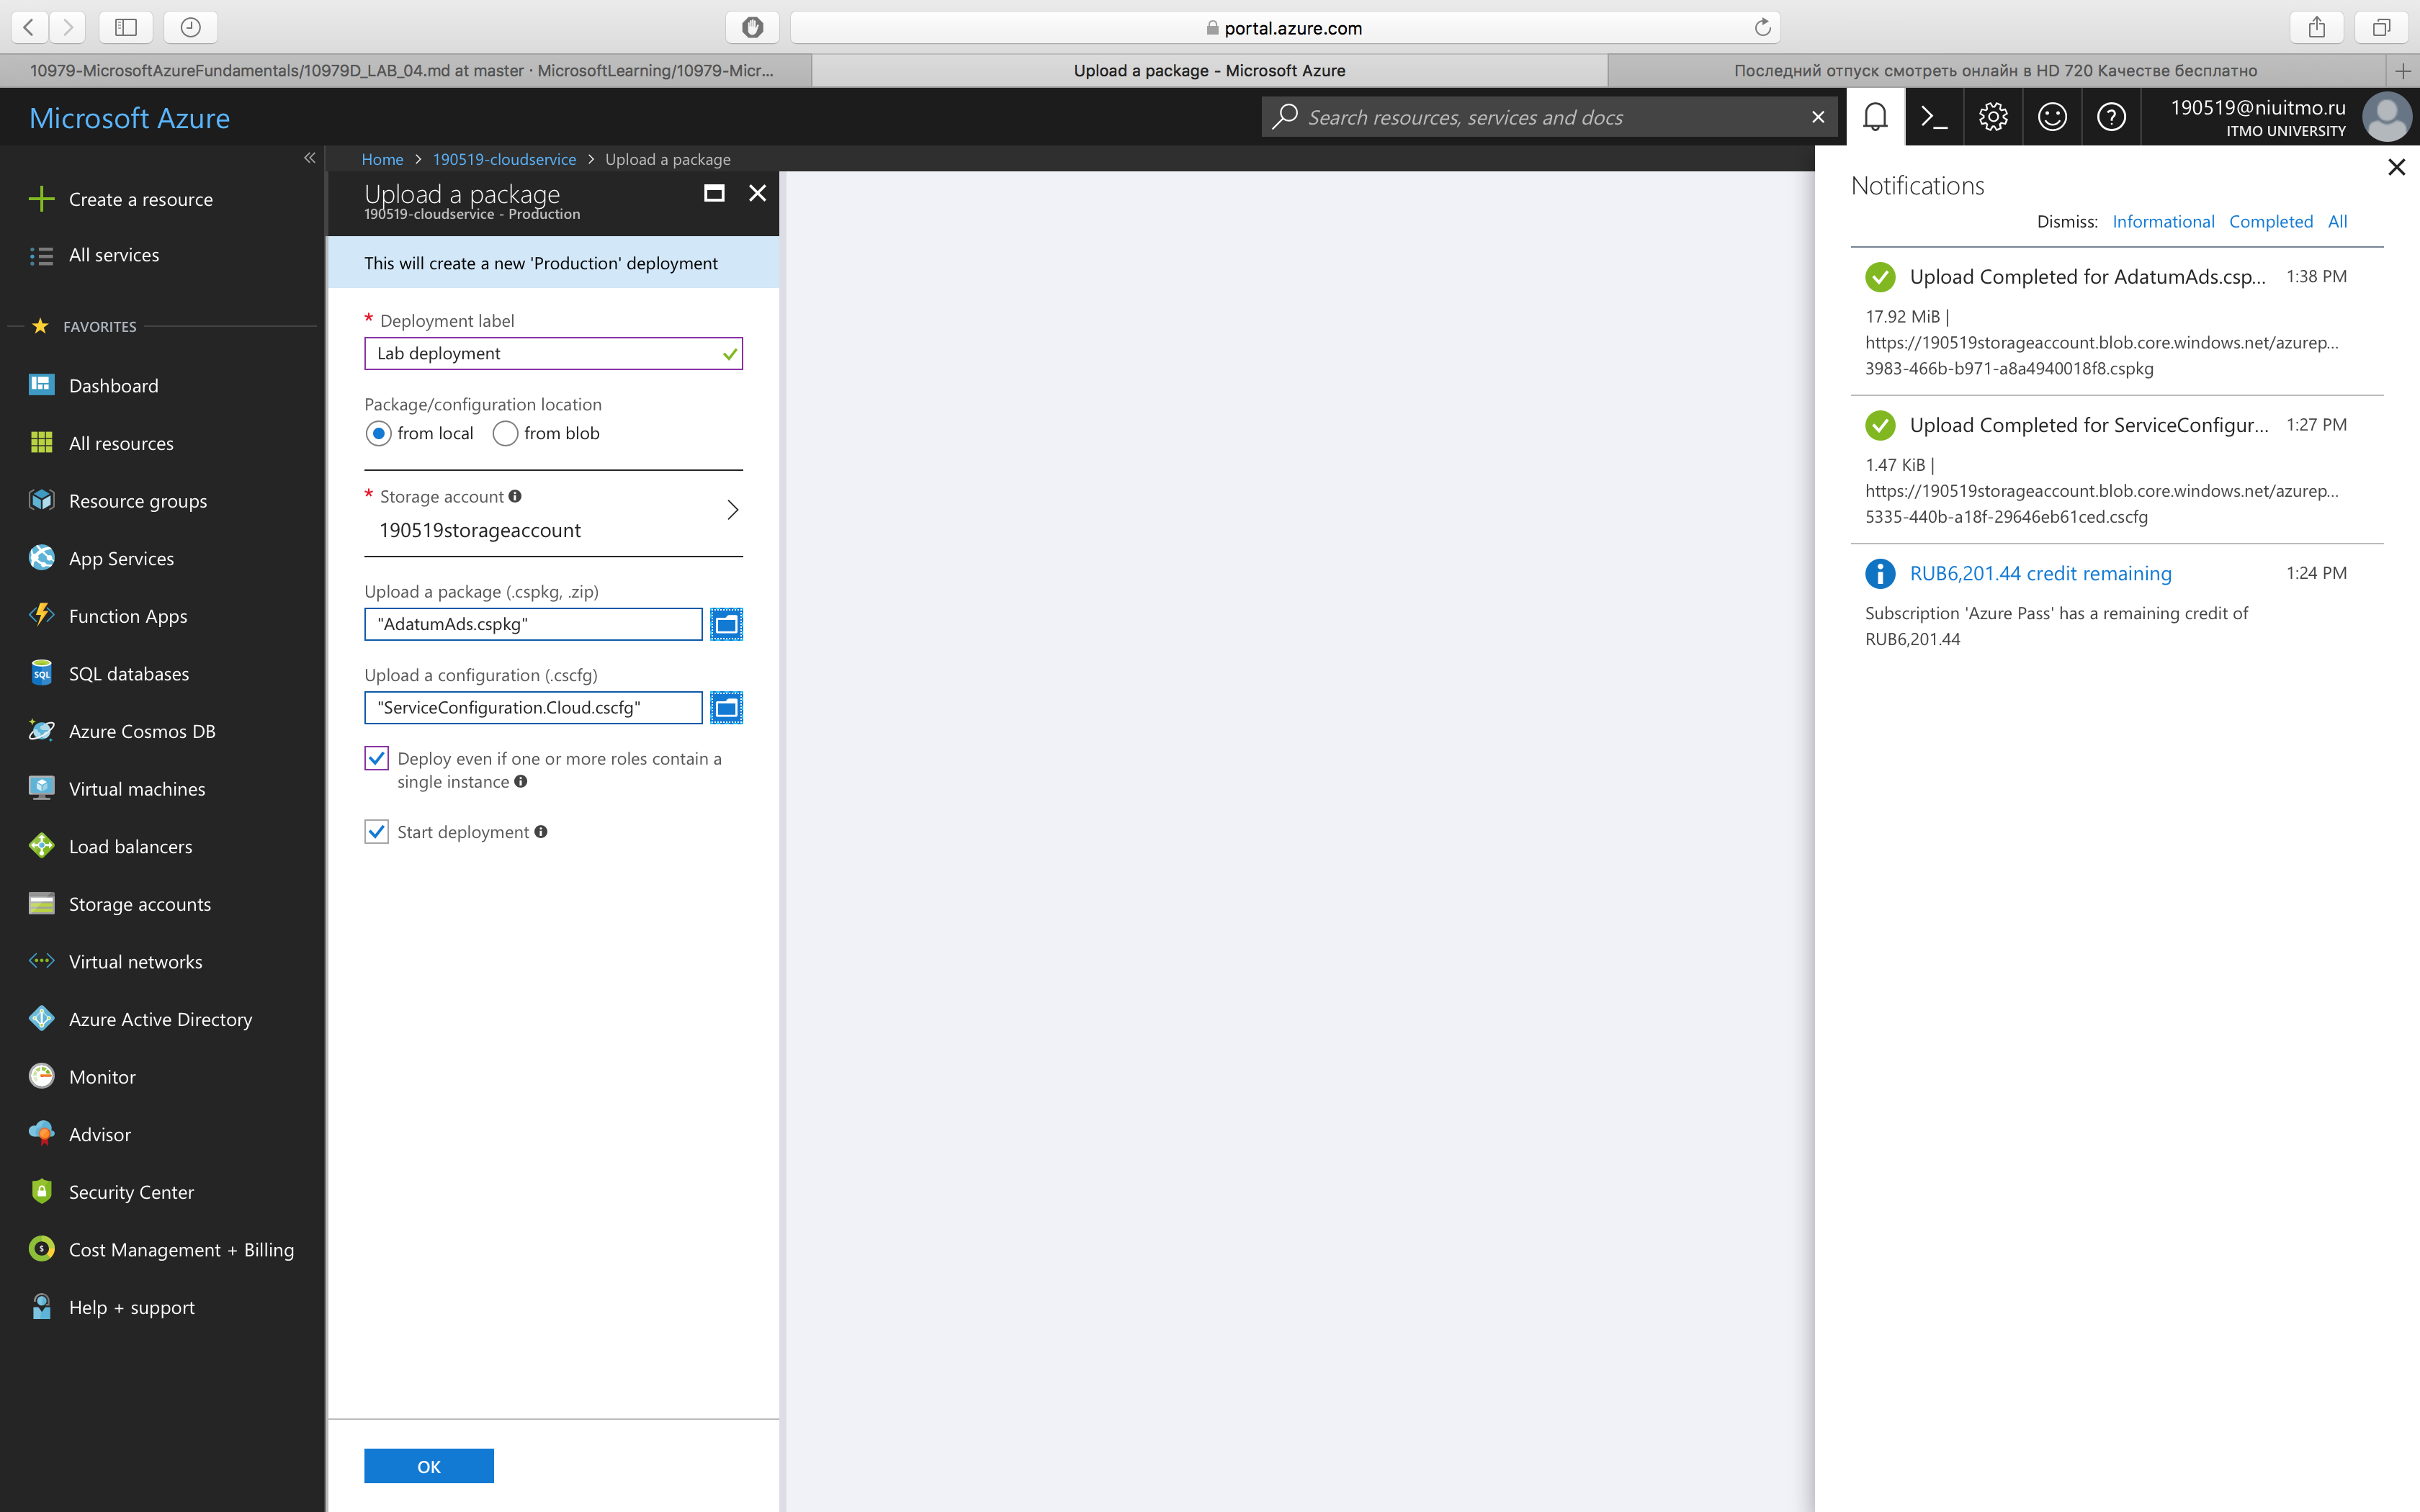 portal.azure.com
10979-MicrosoftAzureFundamentals/10979D_LAB_04.md at master · MicrosoftLearning/10979-Micr...
Upload a package - Microsoft Azure
Последний отпуск смотреть онлайн в HD 720 Качестве бесплатно
Microsoft Azure
Search resources, services and docs
190519@niuitmo.ru
ITMO UNIVERSITY
Home > 190519-cloudservice > Upload a package
Create a resource
All services
FAVORITES
Dashboard
All resources
Resource groups
App Services
Function Apps
SQL databases
Azure Cosmos DB
Virtual machines
Load balancers
Storage accounts
Virtual networks
Azure Active Directory
Monitor
Advisor
Security Center
Cost Management + Billing
Help + support
Upload a package
190519-cloudservice - Production
This will create a new 'Production' deployment
* Deployment label
Lab deployment
Package/configuration location
from local from blob
* Storage account
190519storageaccount
Upload a package (.cspkg, .zip)
"AdatumAds.cspkg"
Upload a configuration (.cscfg)
"ServiceConfiguration.Cloud.cscfg"
Deploy even if one or more roles contain a
single instance
Start deployment
OK
Notifications
Dismiss: Informational Completed All
Upload Completed for AdatumAds.csp... 1:38 PM
17.92 MiB |
https://190519storageaccount.blob.core.windows.net/azurep...
3983-466b-b971-a8a4940018f8.cspkg
Upload Completed for ServiceConfigur... 1:27 PM
1.47 KiB |
https://190519storageaccount.blob.core.windows.net/azurep...
5335-440b-a18f-29646eb61ced.cscfg
RUB6,201.44 credit remaining 1:24 PM
Subscription 'Azure Pass' has a remaining credit of
RUB6,201.44